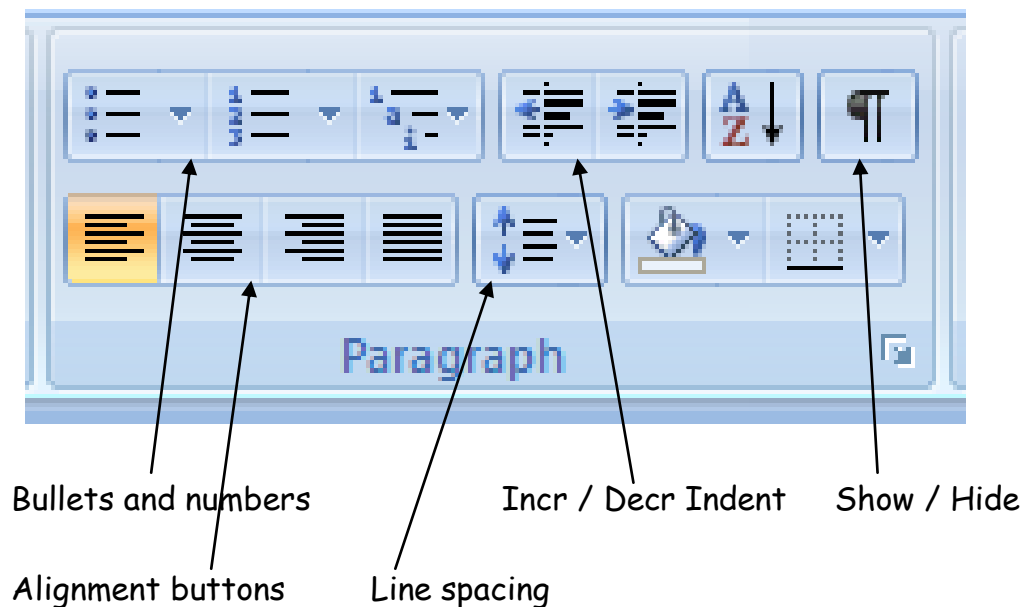 Paragraph
Bullets and numbers
Incr / Decr Indent
Show / Hide
Alignment buttons
Line spacing